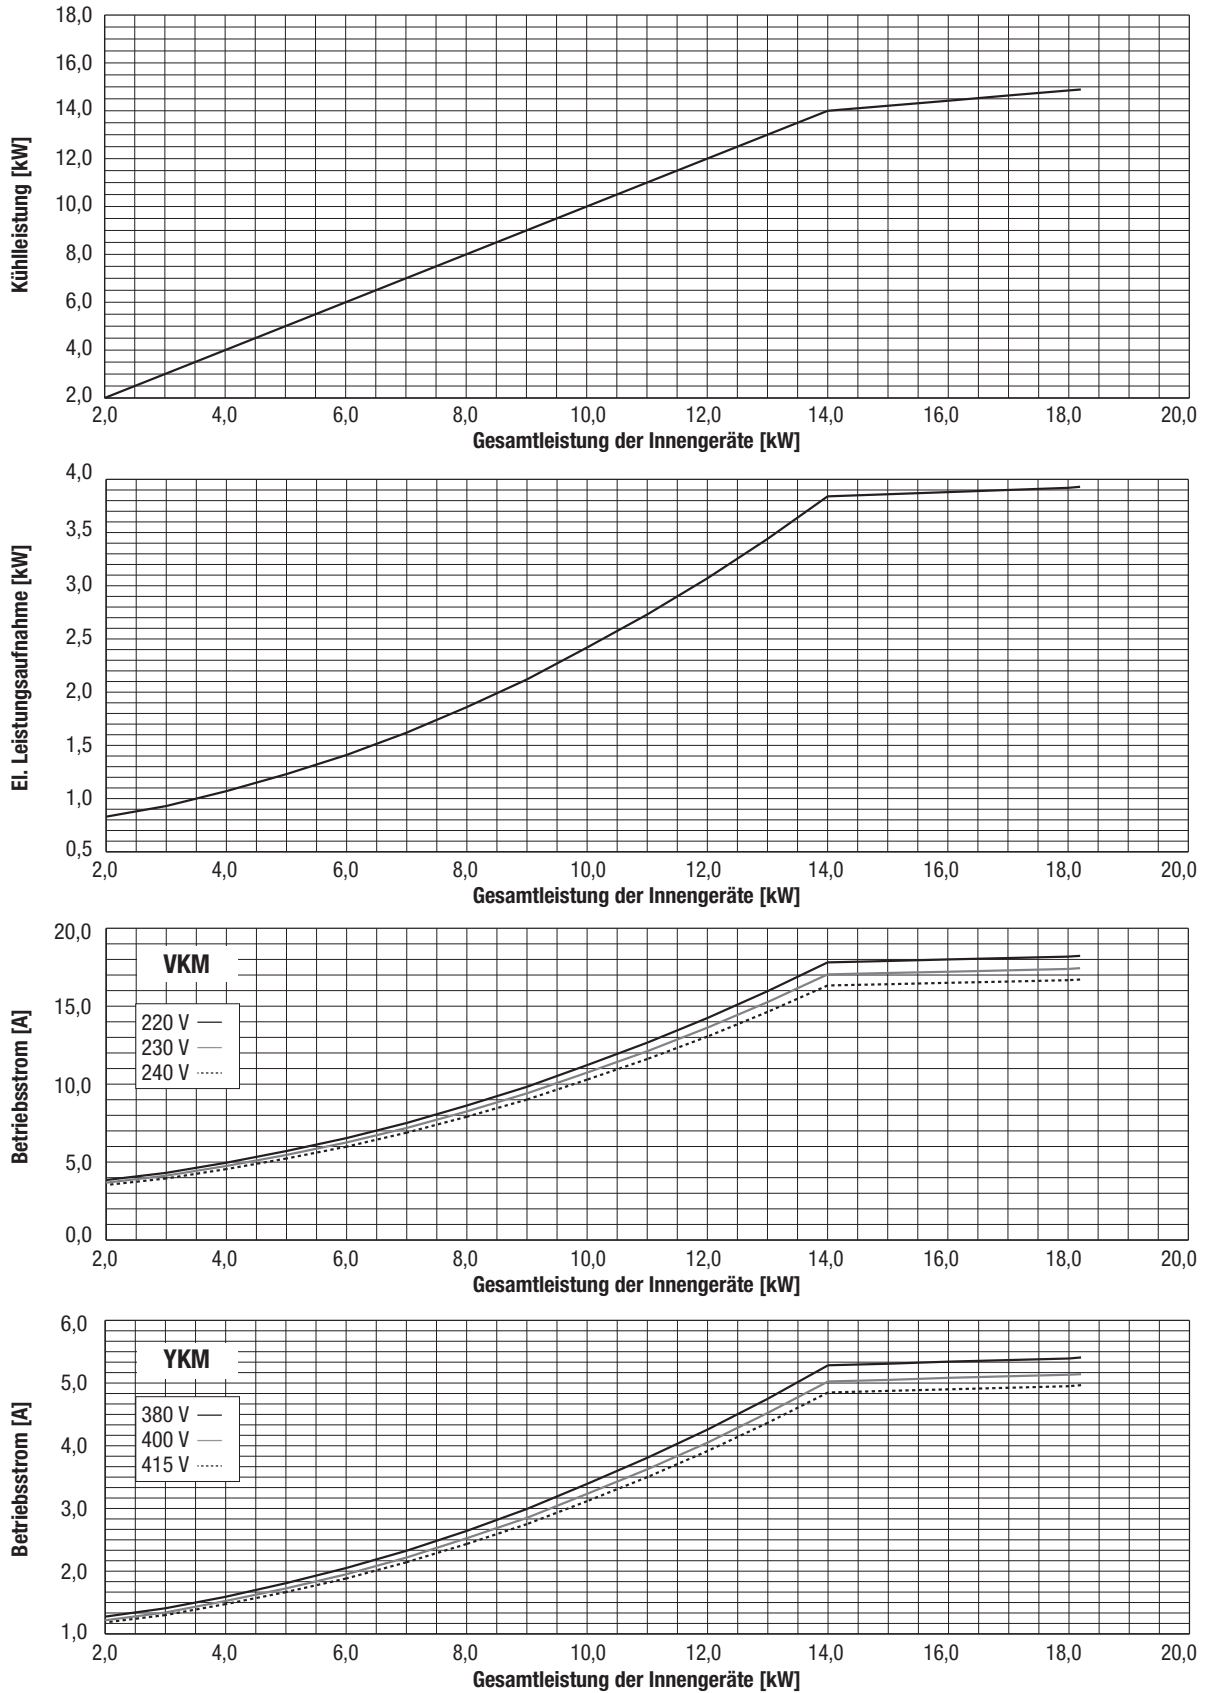 18,0
16,0
14,0
12,0
10,0
8,0
6,0
4,0
2,0
Kühlleistung [kW]
2,0 4,0 6,0 8,0 10,0 12,0 14,0 16,0 18,0 20,0
Gesamtleistung der Innengeräte [kW]
4,0
3,5
3,0
2,5
2,0
1,5
1,0
0,5
El. Leistungsaufnahme [kW]
2,0 4,0 6,0 8,0 10,0 12,0 14,0 16,0 18,0 20,0
Gesamtleistung der Innengeräte [kW]
20,0
15,0
10,0
5,0
0,0
Betriebsstrom [A]
VKM
220 V
230 V
240 V
2,0 4,0 6,0 8,0 10,0 12,0 14,0 16,0 18,0 20,0
Gesamtleistung der Innengeräte [kW]
6,0
5,0
4,0
3,0
2,0
1,0
Betriebsstrom [A]
YKM
380 V
400 V
415 V
2,0 4,0 6,0 8,0 10,0 12,0 14,0 16,0 18,0 20,0
Gesamtleistung der Innengeräte [kW]